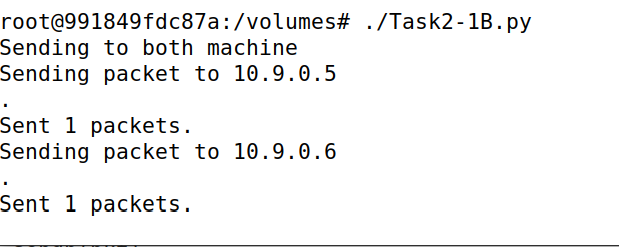 root@991849fdc87a:/volumes# ./Task2-1B.py
Sending to both machine
Sending packet to 10.9.0.5
.
Sent 1 packets.
Sending packet to 10.9.0.6
.
Sent 1 packets.